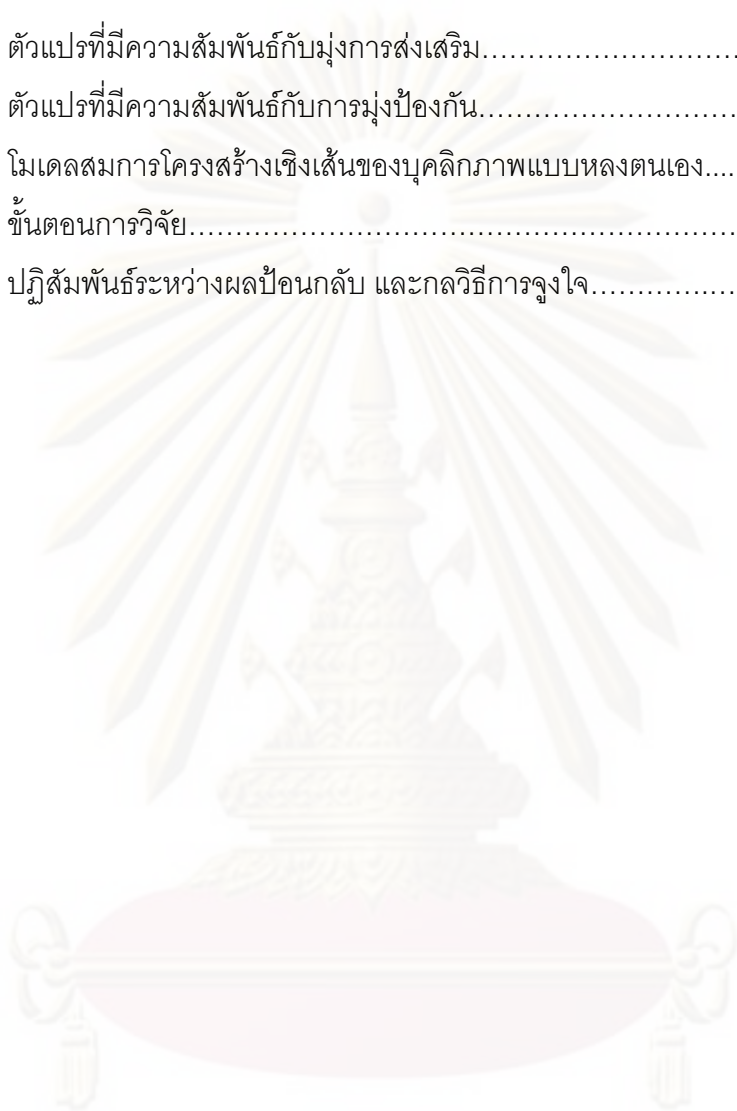 ตัวแปรที่มีความสัมพันธ์กับมุ่งการส่งเสริม............................
ตัวแปรที่มีความสัมพันธ์กับการมุ่งป้องกัน............................
โมเดลสมการโครงสร้างเชิงเส้นของบุคลิกภาพแบบหลงตนเอง....
ขั้นตอนการวิจัย...........................................................
ปฏิสัมพันธ์ระหว่างผลป้อนกลับ และกลวิธีการจูงใจ................